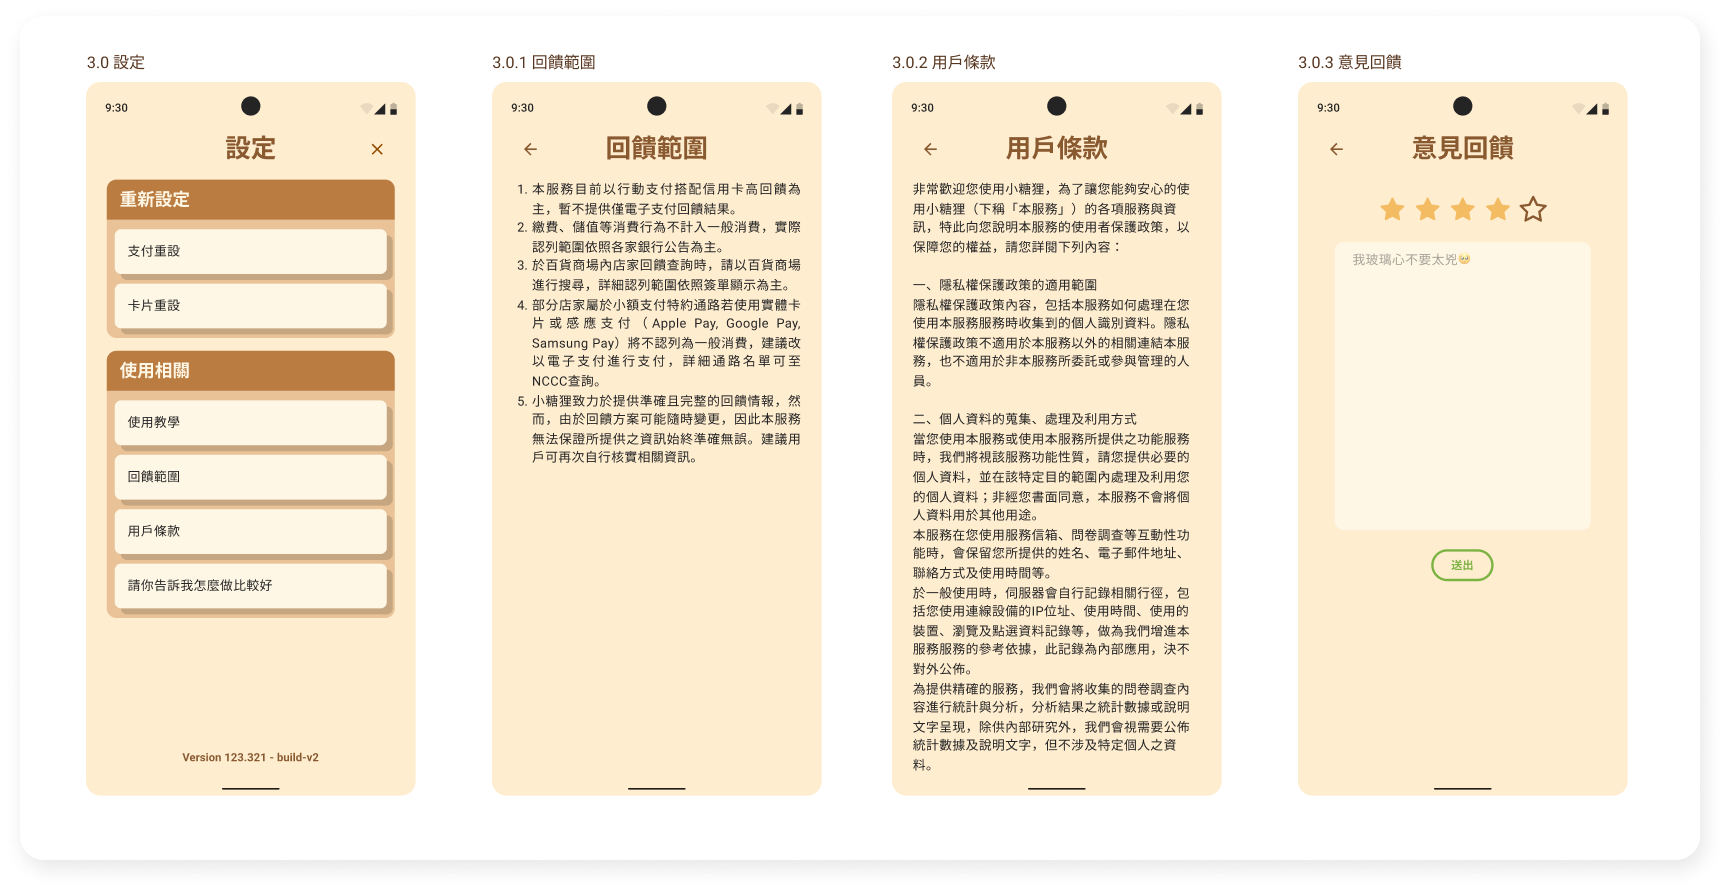 3.0 設定
9:30
設定
重新設定
支付重設
卡片重設
使用相關
使用教學
回饋範圍
用戶條款
請你告訴我怎麼做比較好
Version 123.321 - build-v2
3.0.1 回饋範圍
9:30
回饋範圍
1. 本服務目前以行動支付搭配信用卡高回饋為
主，暫不提供僅電子支付回饋結果。
2. 繳費、儲值等消費行為不計入一般消費，實際
認列範圍依照各家銀行公告為主。
3. 於百貨商場內店家回饋查詢時，請以百貨商場
進行搜尋，詳細認列範圍依照簽單顯示為主。
4. 部分店家屬於小額支付特約通路若使用實體卡
片或感應支付（Apple Pay, Google Pay,
Samsung Pay）將不認列為一般消費，建議改
以電子支付進行支付，詳細通路名單可至
NCCC查詢。
5. 小糖狸致力於提供準確且完整的回饋情報，然
而，由於回饋方案可能隨時變更，因此本服務
無法保證所提供之資訊始終準確無誤。建議用
戶可再次自行核實相關資訊。
3.0.2 用戶條款
9:30
用戶條款
非常歡迎您使用小糖狸，為了讓您能夠安心的使
用小糖狸（下稱「本服務」）的各項服務與資
訊，特此向您說明本服務的使用者保護政策，以
保障您的權益，請您詳閱下列內容：
一、隱私權保護政策的適用範圍
隱私權保護政策內容，包括本服務如何處理在您
使用本服務服務時收集到的個人識別資料。隱私
權保護政策不適用於本服務以外的相關連結本服
務，也不適用於非本服務所委託或參與管理的人
員。
二、個人資料的蒐集、處理及利用方式
當您使用本服務或使用本服務所提供之功能服務
時，我們將視該服務功能性質，請您提供必要的
個人資料，並在該特定目的範圍內處理及利用您
的個人資料；非經您書面同意，本服務不會將個
人資料用於其他用途。
本服務在您使用服務信箱、問卷調查等互動性功
能時，會保留您所提供的姓名、電子郵件地址、
聯絡方式及使用時間等。
於一般使用時，伺服器會自行記錄相關行徑，包
括您使用連線設備的IP位址、使用時間、使用的
裝置、瀏覽及點選資料記錄等，做為我們增進本
服務服務的參考依據，此記錄為內部應用，決不
對外公佈。
為提供精確的服務，我們會將收集的問卷調查內
容進行統計與分析，分析結果之統計數據或說明
文字呈現，除供內部研究外，我們會視需要公佈
統計數據及說明文字，但不涉及特定個人之資
料。
3.0.3 意見回饋
9:30
意見回饋
我玻璃心不要太兇🥺
送出